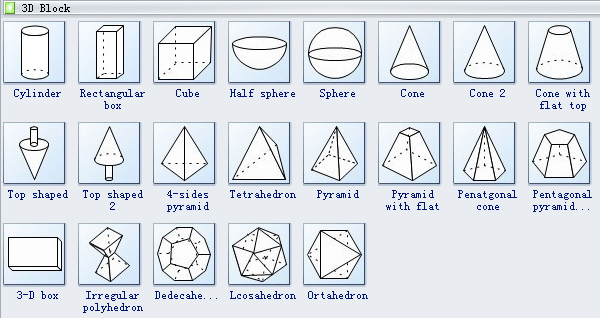 3D Block
Cylinder
Rectangular
box
Cube
Half sphere
Sphere
Cone
Cone 2
Cone with
flat top
Top shaped
Top shaped
2
4-sides
pyramid
Tetrahedron
Pyramid
Pyramid
with flat
Penatgonal
cone
Pentagonal
pyramid...
3-D box
Irregular
polyhedron
Dedecahe...
Lcosahedron
Ortahedron